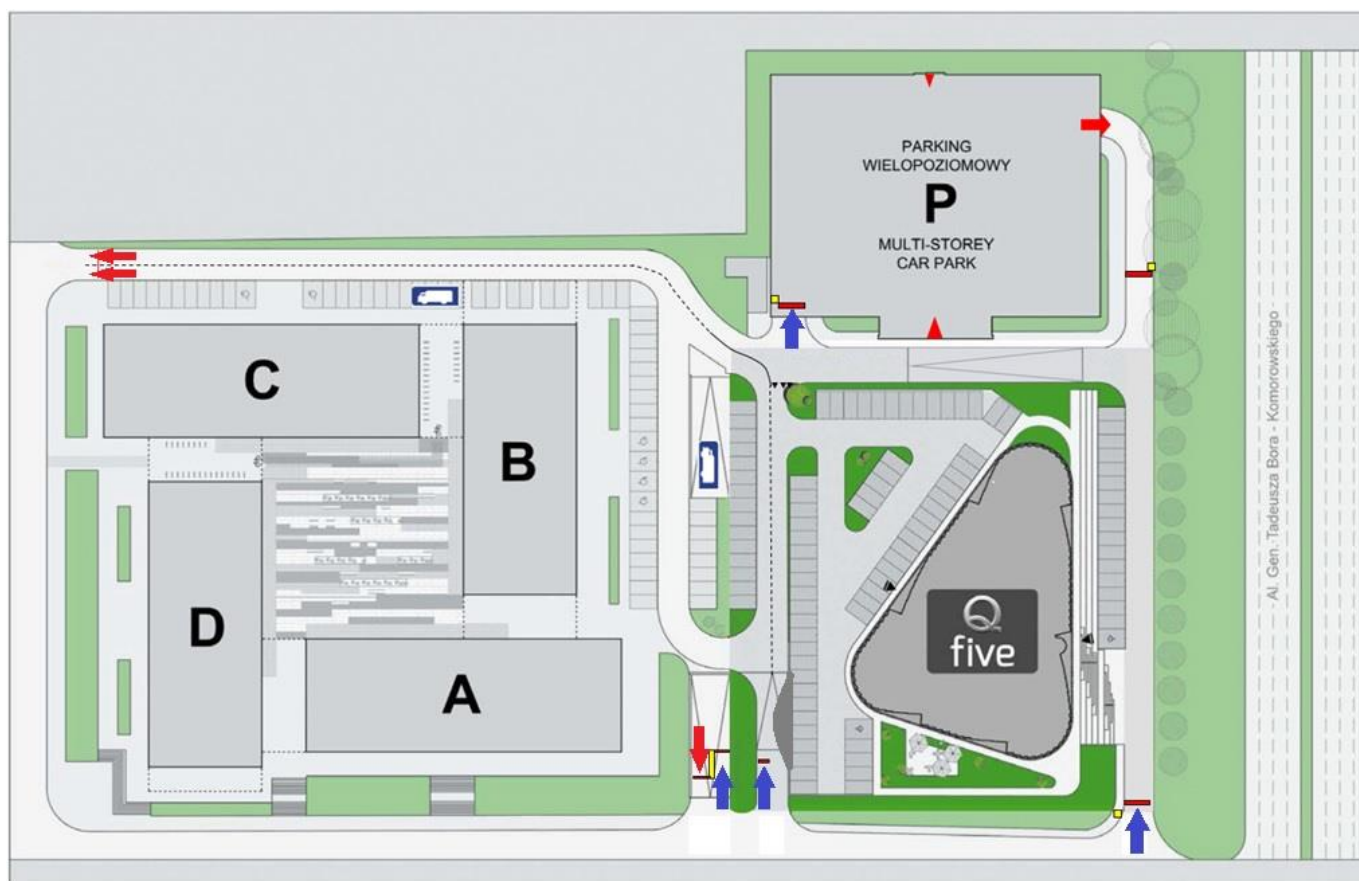 PARKING
WIELOPOZIOMOWY
P
MULTI-STOREY
CAR PARK
C
B
D
A
Q
five
Al. Gen. Tadeusza Bora - Komorowskiego